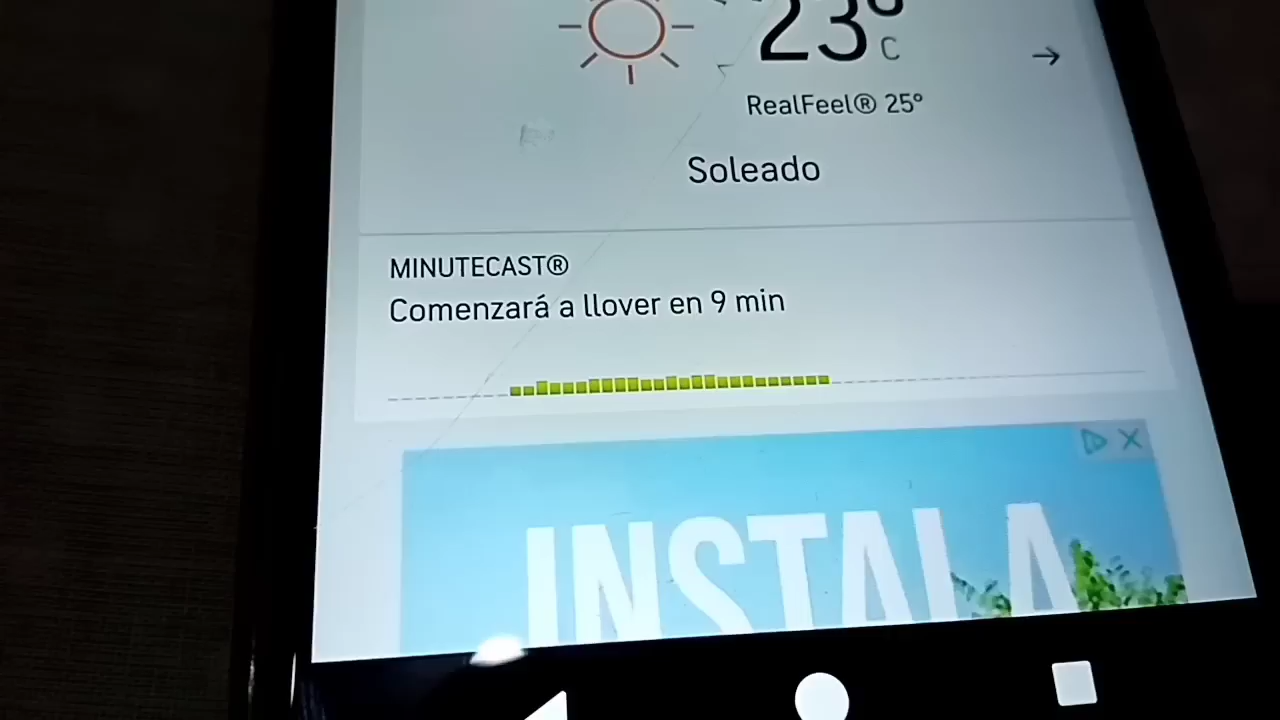 23°
C
RealFeel® 25°
Soleado
MINUTECAST®
Comenzará a llover en 9 min
INSTALA